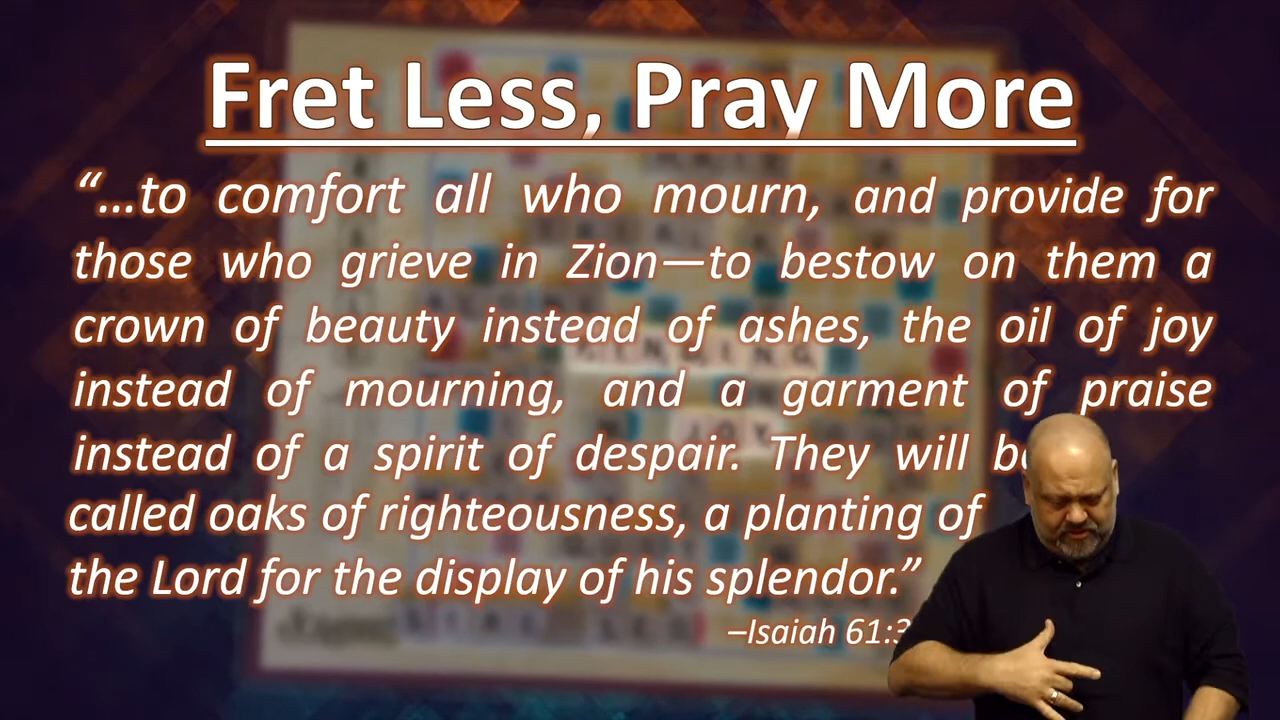 Fret Less, Pray More
“...to comfort all who mourn, and provide for
those who grieve in Zion—to bestow on them a
crown of beauty instead of ashes, the oil of joy
instead of mourning, and a garment of praise
instead of a spirit of despair. They will
called oaks of righteousness, a planting of
the Lord for the display of his splendor.”
–Isaiah 61:3
JOY